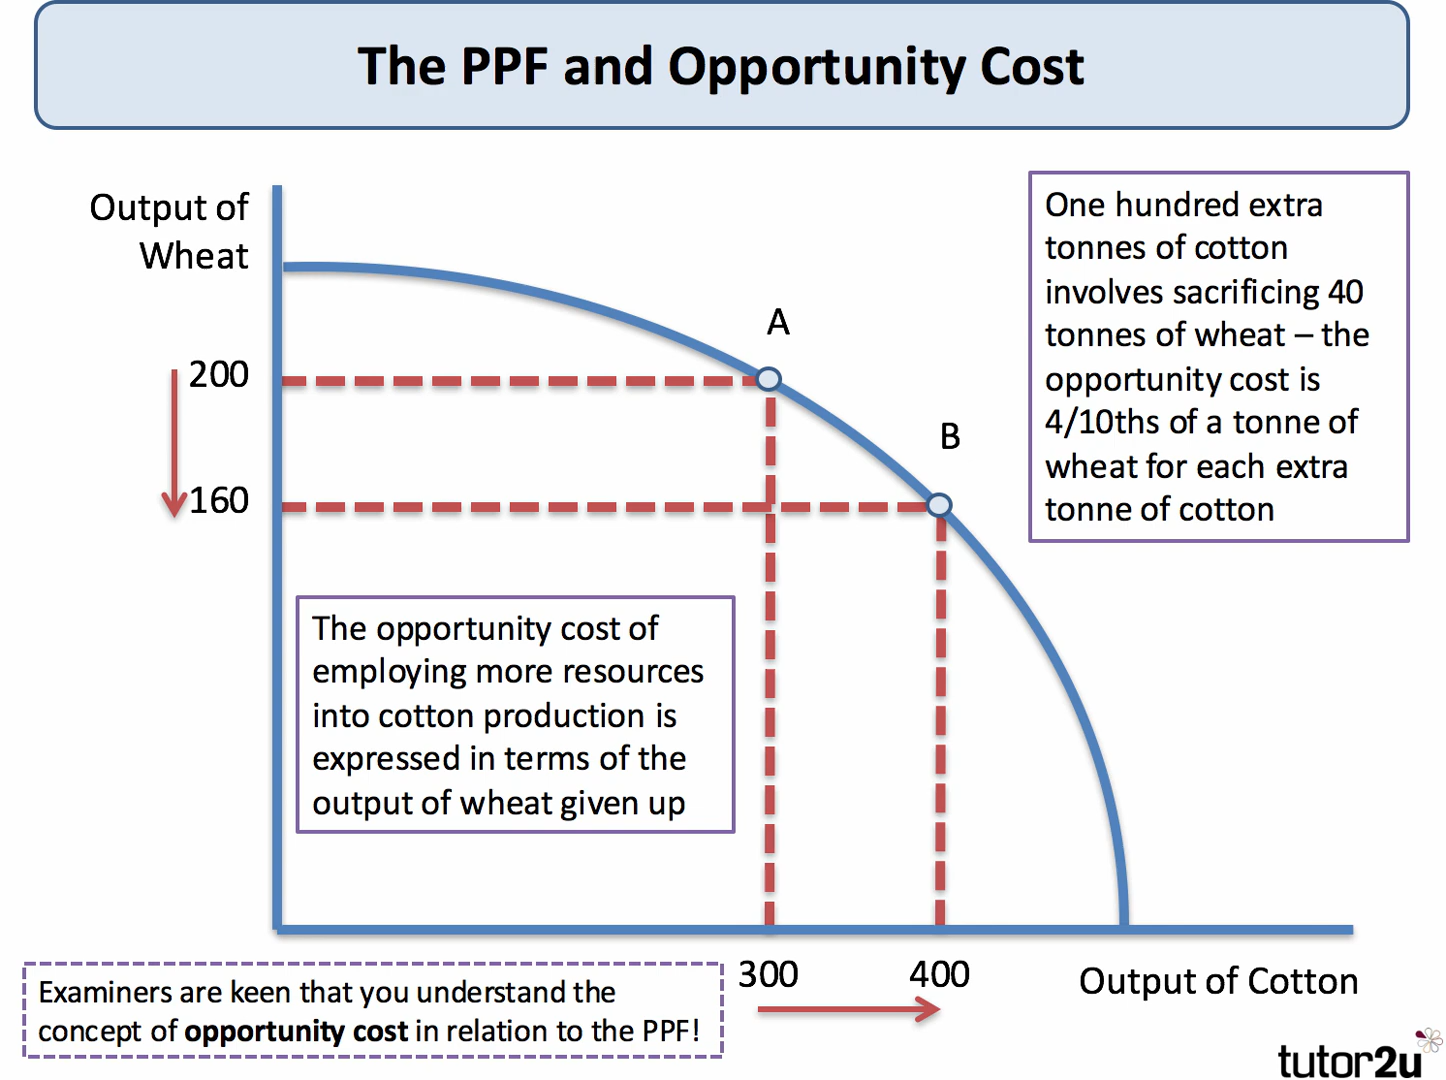 The PPF and Opportunity Cost
Output of
Wheat
One hundred extra
tonnes of cotton
involves sacrificing 40
tonnes of wheat – the
opportunity cost is
4/10ths of a tonne of
wheat for each extra
tonne of cotton
A
200
B
160
The opportunity cost of
employing more resources
into cotton production is
expressed in terms of the
output of wheat given up
300
400
Output of Cotton
Examiners are keen that you understand the
concept of opportunity cost in relation to the PPF!
tutor2u